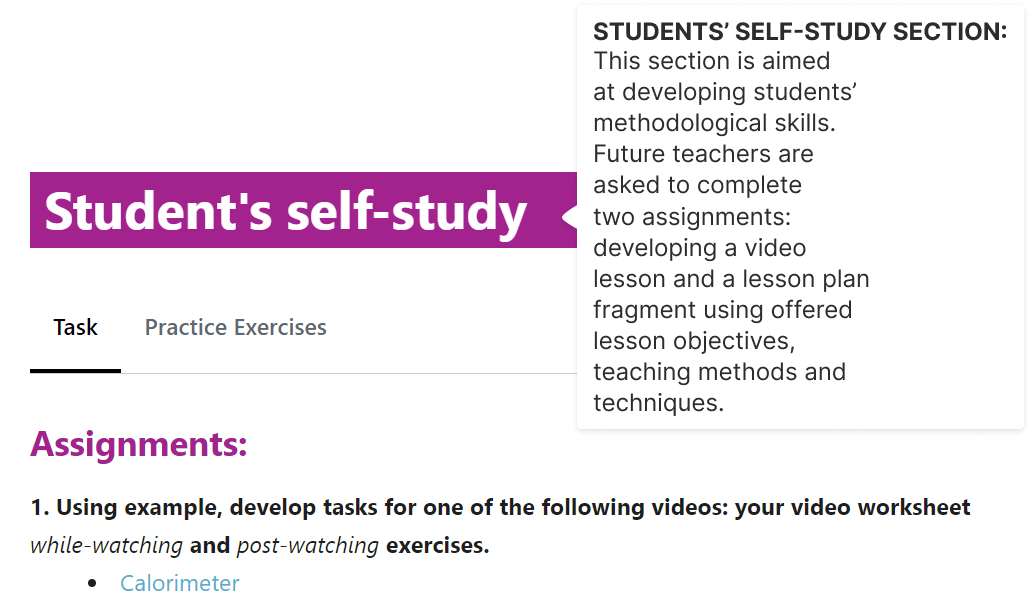 STUDENTS’ SELF-STUDY SECTION:
This section is aimed
at developing students’
methodological skills.
Future teachers are
asked to complete
two assignments:
developing a video
lesson and a lesson plan
fragment using offered
lesson objectives,
teaching methods and
techniques.
Student's self-study
Task Practice Exercises
Assignments:
1. Using example, develop tasks for one of the following videos: your video worksheet
while-watching and post-watching exercises.
• Calorimeter